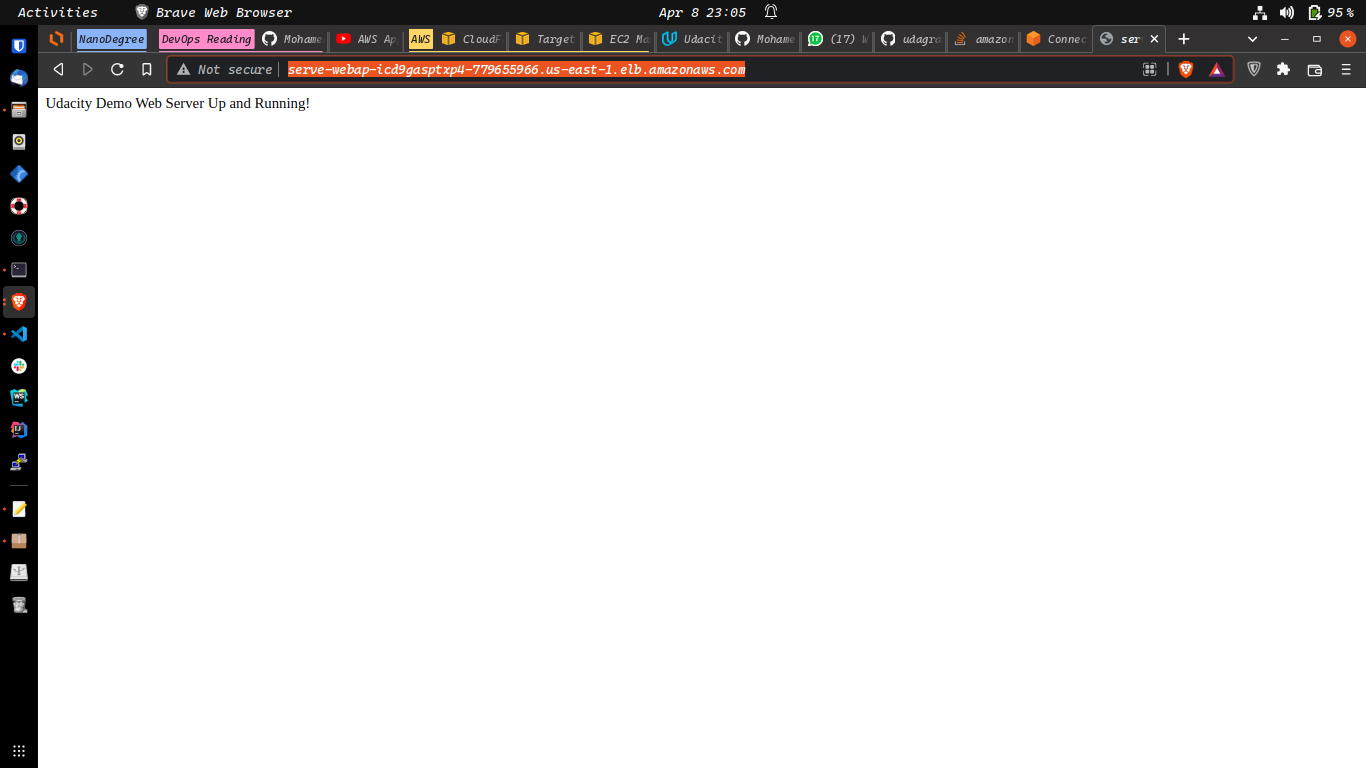 Activities Brave Web Browser Apr 8 23:05 95 %
NanoDegree DevOps Reading Mohame AWS Ap AWS CloudF Target EC2 Ma Udacit Mohame (17) W udagra amazon Connec ser
Not secure serve-webap-icd9gasptxp4-779655966.us-east-1.elb.amazonaws.com
Udacity Demo Web Server Up and Running!